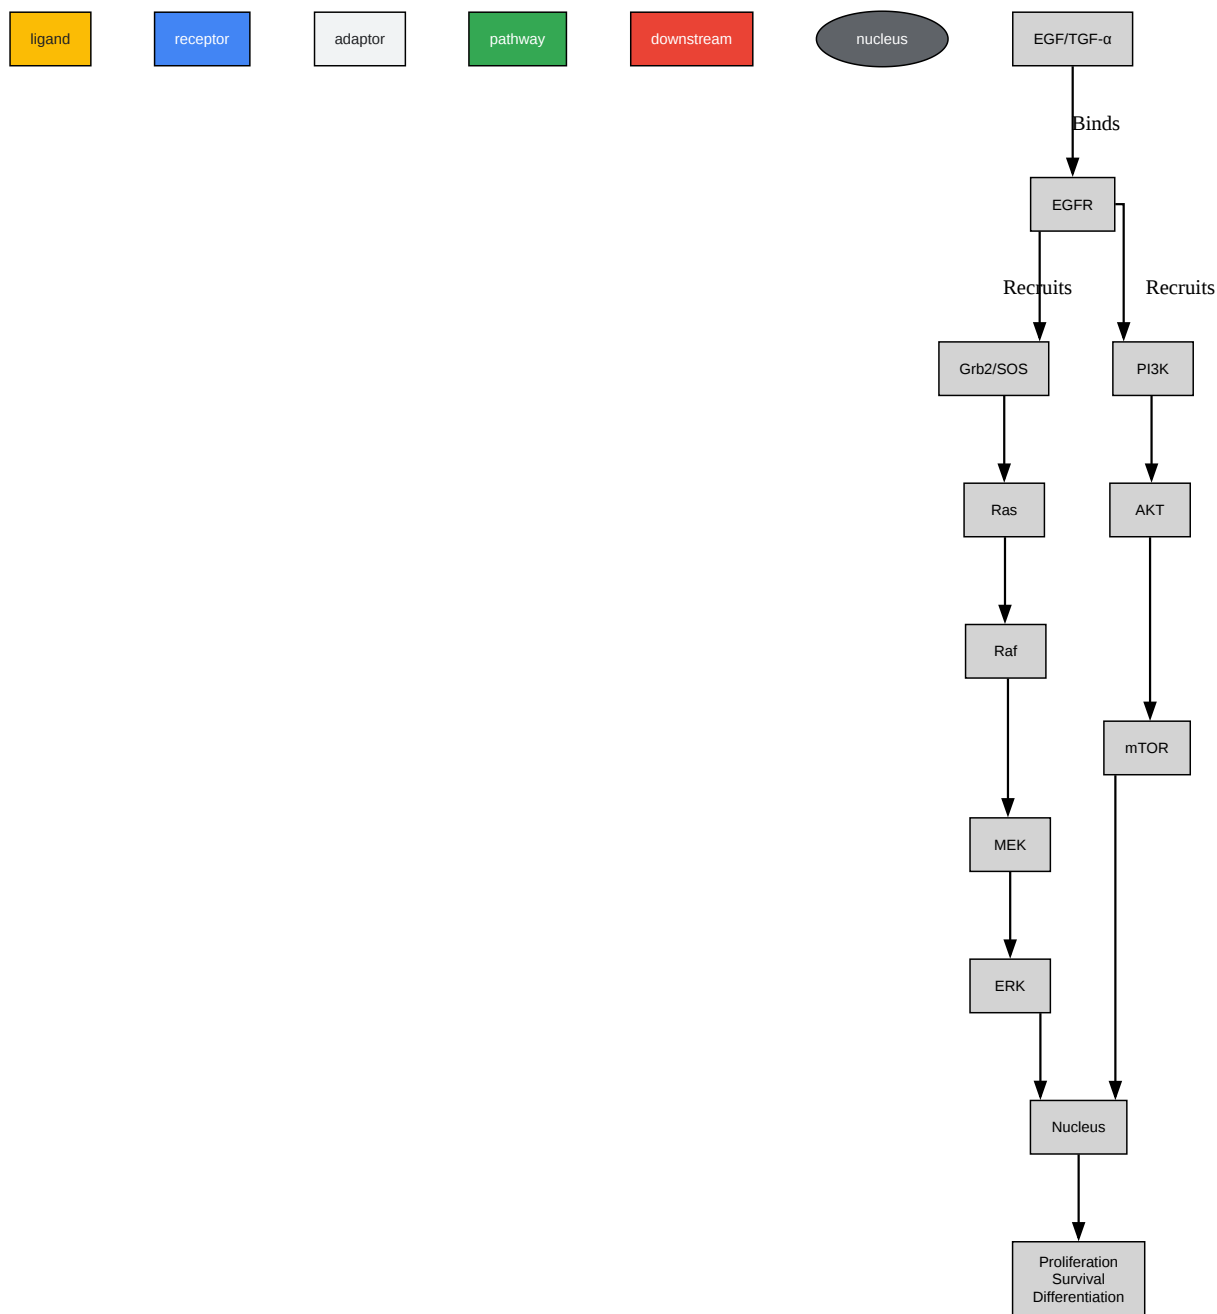 ligand
receptor
adaptor
pathway
downstream
nucleus
EGF/TGF-α
Binds
EGFR
Recruits
Recruits
Grb2/SOS
PI3K
Ras
AKT
Raf
mTOR
MEK
ERK
Nucleus
Proliferation
Survival
Differentiation